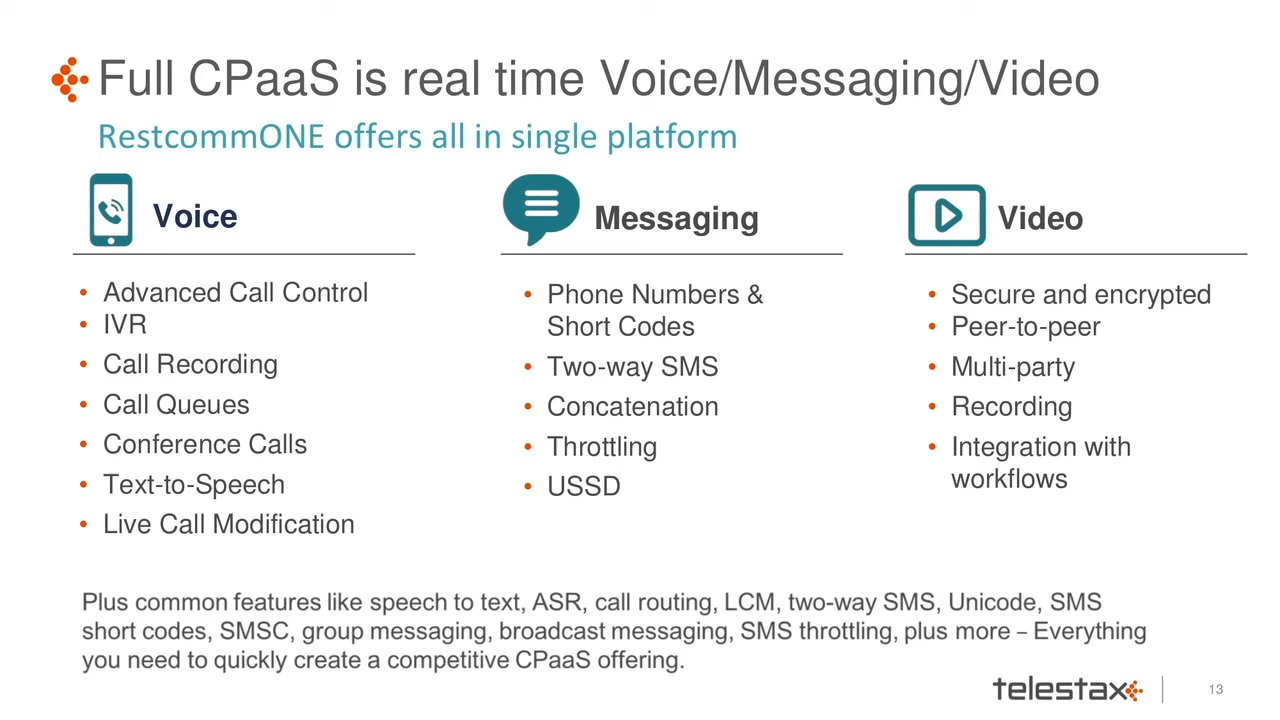 Full CPaaS is real time Voice/Messaging/Video
RestcommONE offers all in single platform
Voice
• Advanced Call Control
• IVR
• Call Recording
• Call Queues
• Conference Calls
• Text-to-Speech
• Live Call Modification
Messaging
• Phone Numbers &
Short Codes
• Two-way SMS
• Concatenation
• Throttling
• USSD
Video
• Secure and encrypted
• Peer-to-peer
• Multi-party
• Recording
• Integration with
workflows
Plus common features like speech to text, ASR, call routing, LCM, two-way SMS, Unicode, SMS
short codes, SMSC, group messaging, broadcast messaging, SMS throttling, plus more – Everything
you need to quickly create a competitive CPaaS offering.
telestax
13